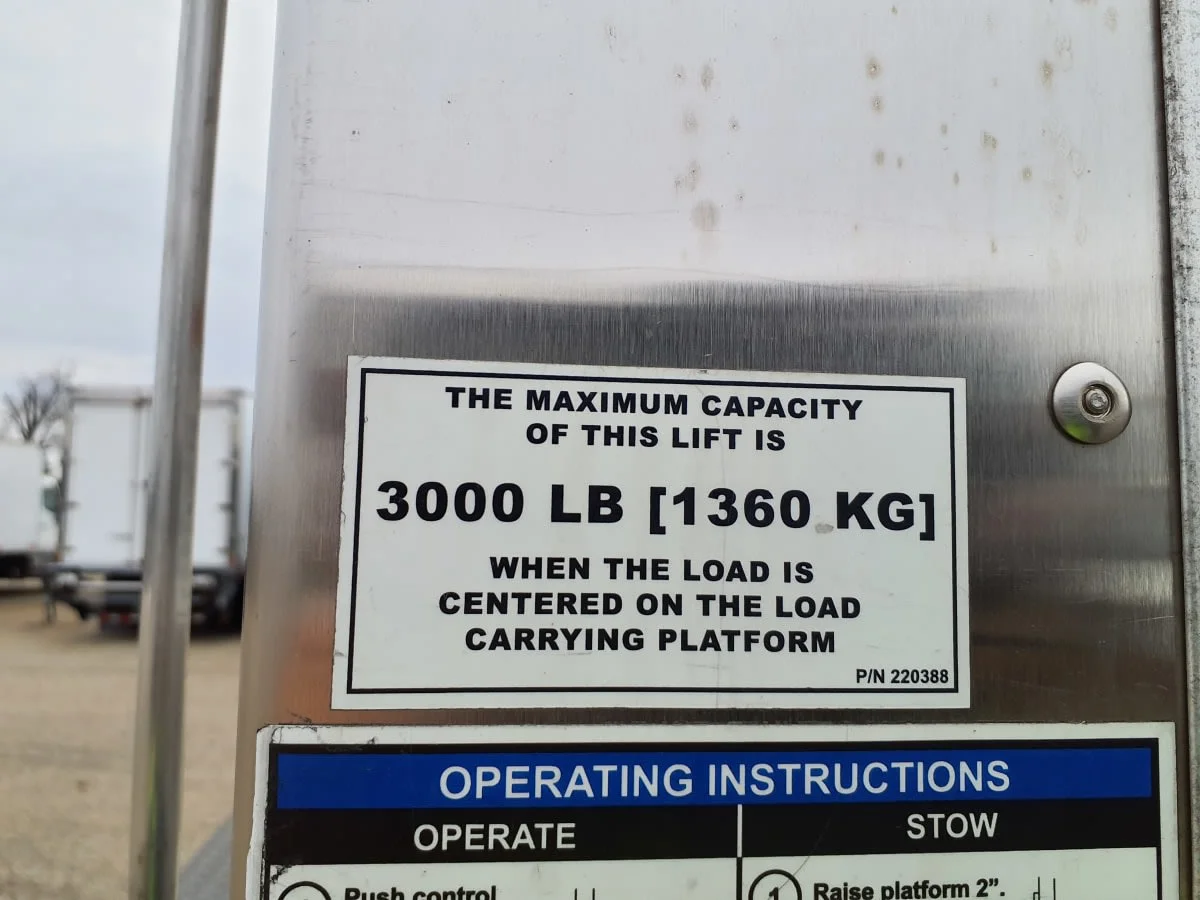 THE MAXIMUM CAPACITY
OF THIS LIFT IS
3000 LB [1360 KG]
WHEN THE LOAD IS
CENTERED ON THE LOAD
CARRYING PLATFORM
P/N 220388
OPERATING INSTRUCTIONS
OPERATE
STOW
Push control
1 Raise platform 2”.